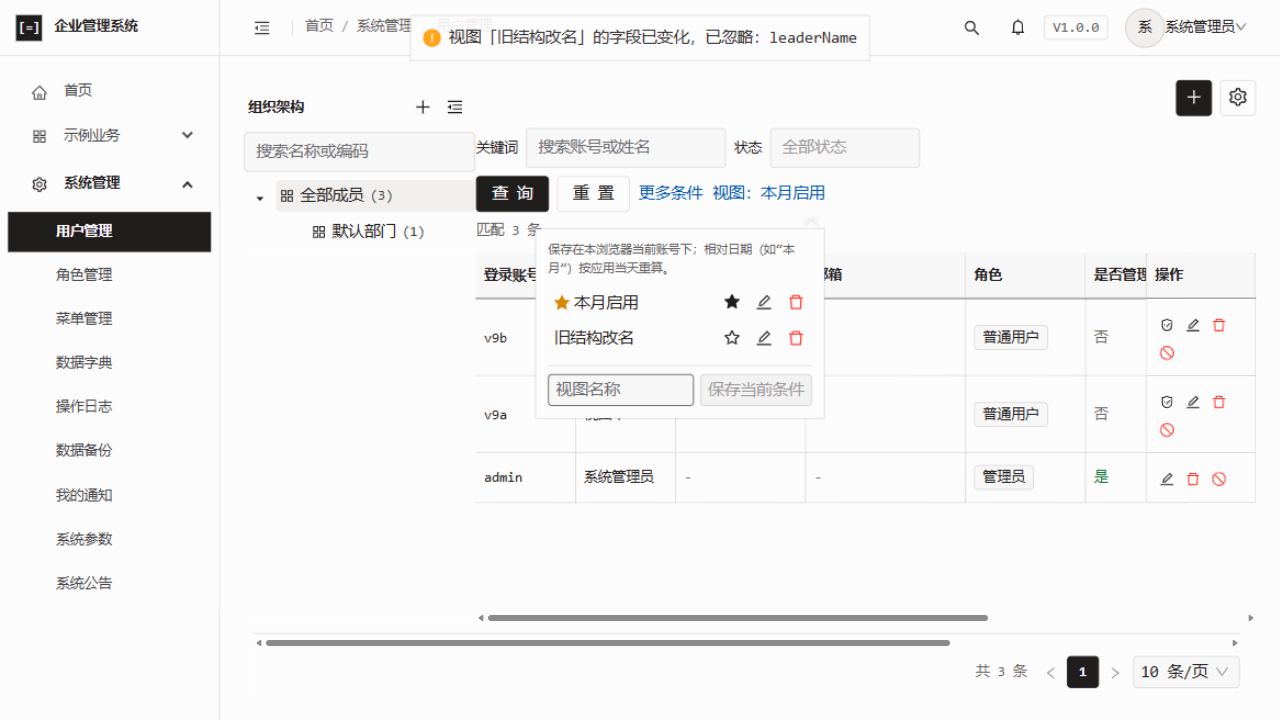 [=] 企业管理系统
首页 / 系统管理
视图「旧结构改名」的字段已变化，已忽略：leaderName
V1.0.0
系 系统管理员
首页
示例业务
系统管理
用户管理
角色管理
菜单管理
数据字典
操作日志
数据备份
我的通知
系统参数
系统公告
组织架构
搜索名称或编码
全部成员 (3)
默认部门 (1)
关键词 搜索账号或姓名 状态 全部状态
查 询 重 置 更多条件 视图：本月启用
匹配 3 条
保存在本浏览器当前账号下；相对日期（如“本
月”）按应用当天重算。
本月启用
旧结构改名
视图名称 保存当前条件
登录账号 箱 角色 是否管理 操作
v9b 普通用户 否
v9a 普通用户 否
admin 系统管理员 - - 管理员 是
共 3 条 1 10 条/页